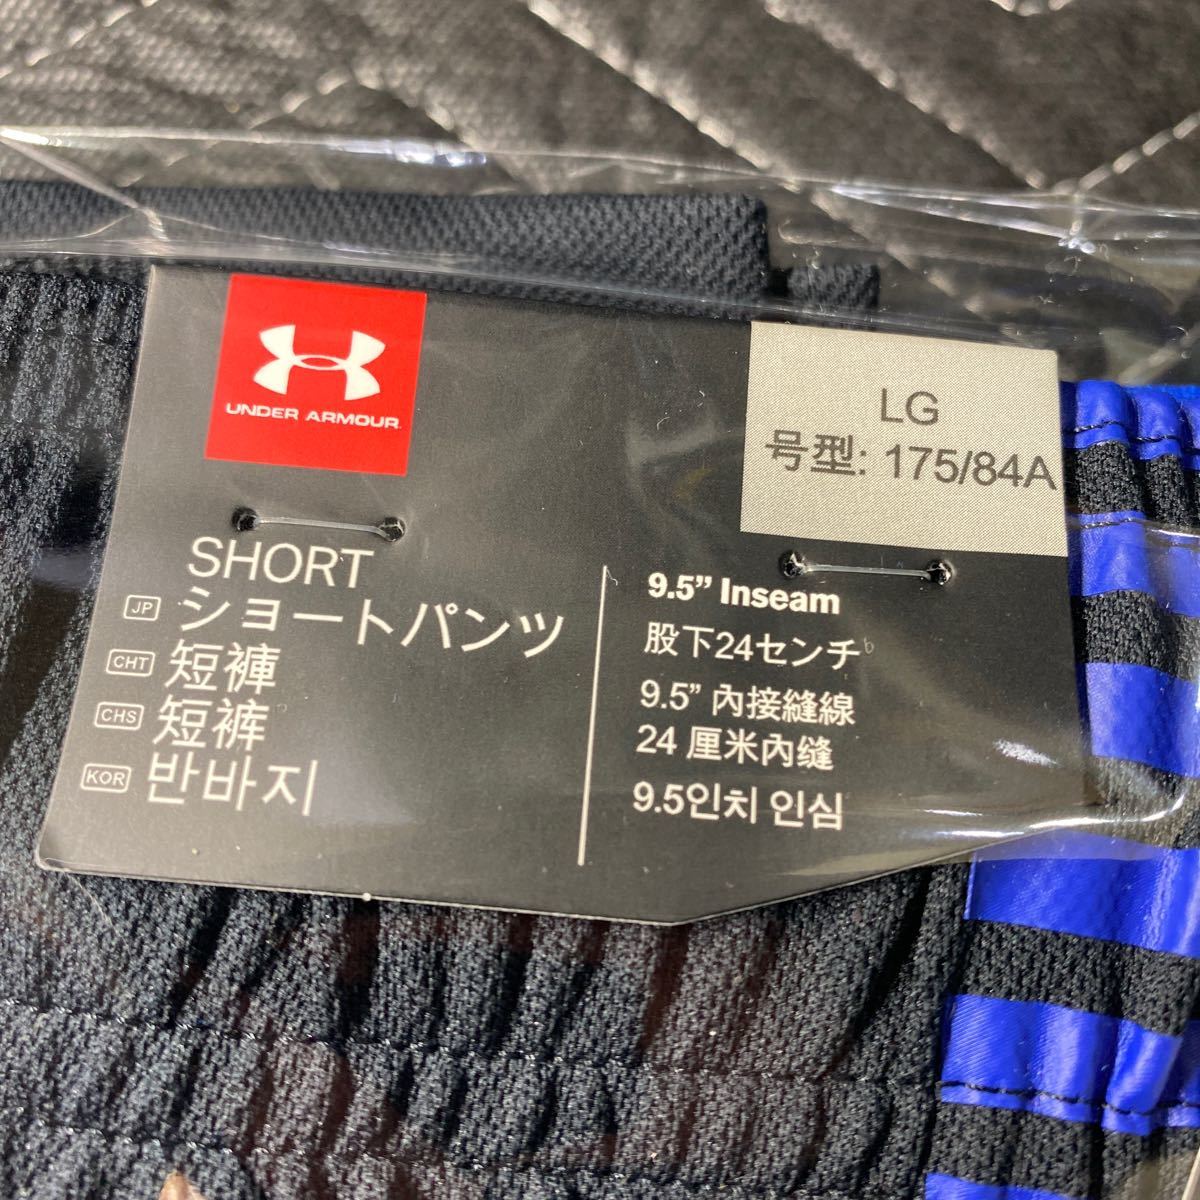 UNDER ARMOUR
LG
号型: 175/84A
SHORT
JP ショートパンツ
CHT 短褲
CHS 短裤
KOR 반바지
9.5” Inseam
股下24センチ
9.5” 內接縫線
24 厘米內缝
9.5인치 인심